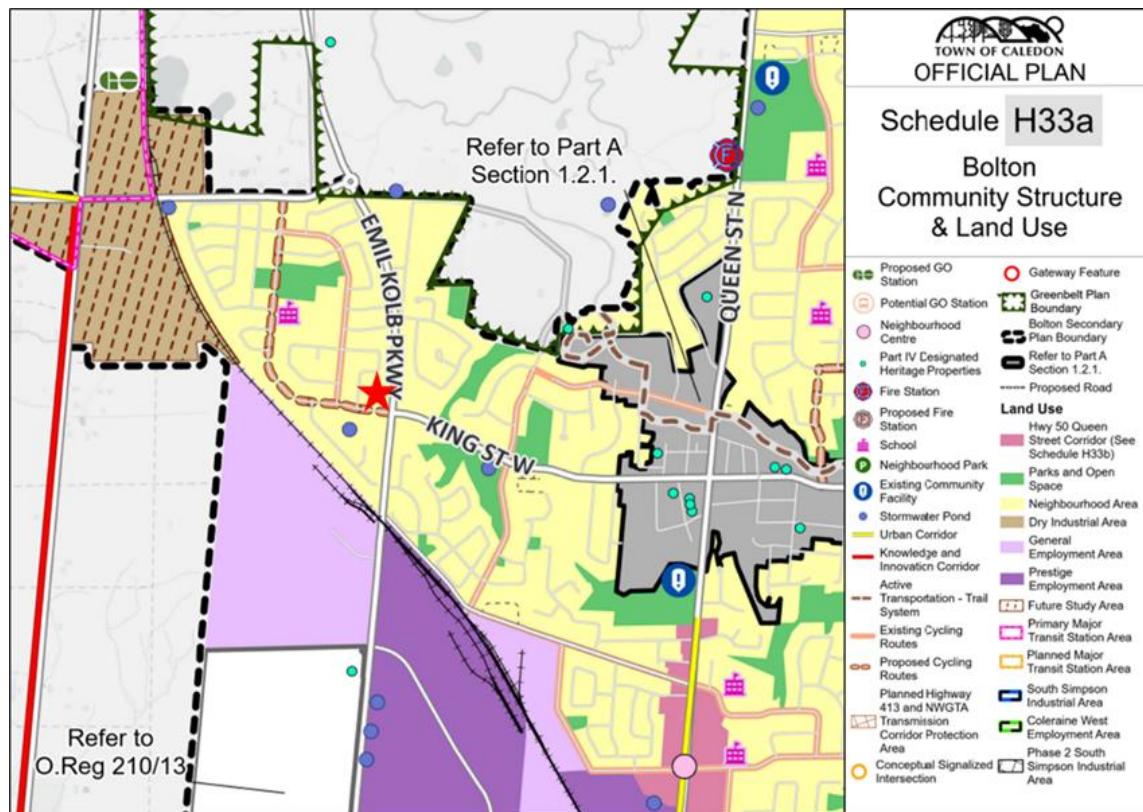 Refer to Part A
Section 1.2.1.
EMIL KOLB PKWY
QUEEN ST N
KING ST W
Refer to
O.Reg 210/13
TOWN OF CALEDON
OFFICIAL PLAN
Schedule H33a
Bolton
Community Structure
& Land Use
Proposed GO
Station
Potential GO Station
Neighbourhood
Centre
Part IV Designated
Heritage Properties
Fire Station
Proposed Fire
Station
School
Neighbourhood Park
Existing Community
Facility
Stormwater Pond
Urban Corridor
Knowledge and
Innovation Corridor
Active
Transportation - Trail
System
Existing Cycling
Routes
Proposed Cycling
Routes
Planned Highway
413 and NWGTA
Transmission
Corridor Protection
Area
Conceptual Signalized
Intersection
Gateway Feature
Greenbelt Plan
Boundary
Bolton Secondary
Plan Boundary
Refer to Part A
Section 1.2.1.
Proposed Road
Land Use
Hwy 50 Queen
Street Corridor (See
Schedule H33b)
Parks and Open
Space
Neighbourhood Area
Dry Industrial Area
General
Employment Area
Prestige
Employment Area
Future Study Area
Primary Major
Transit Station Area
Planned Major
Transit Station Area
South Simpson
Industrial Area
Coleraine West
Employment Area
Phase 2 South
Simpson Industrial
Area